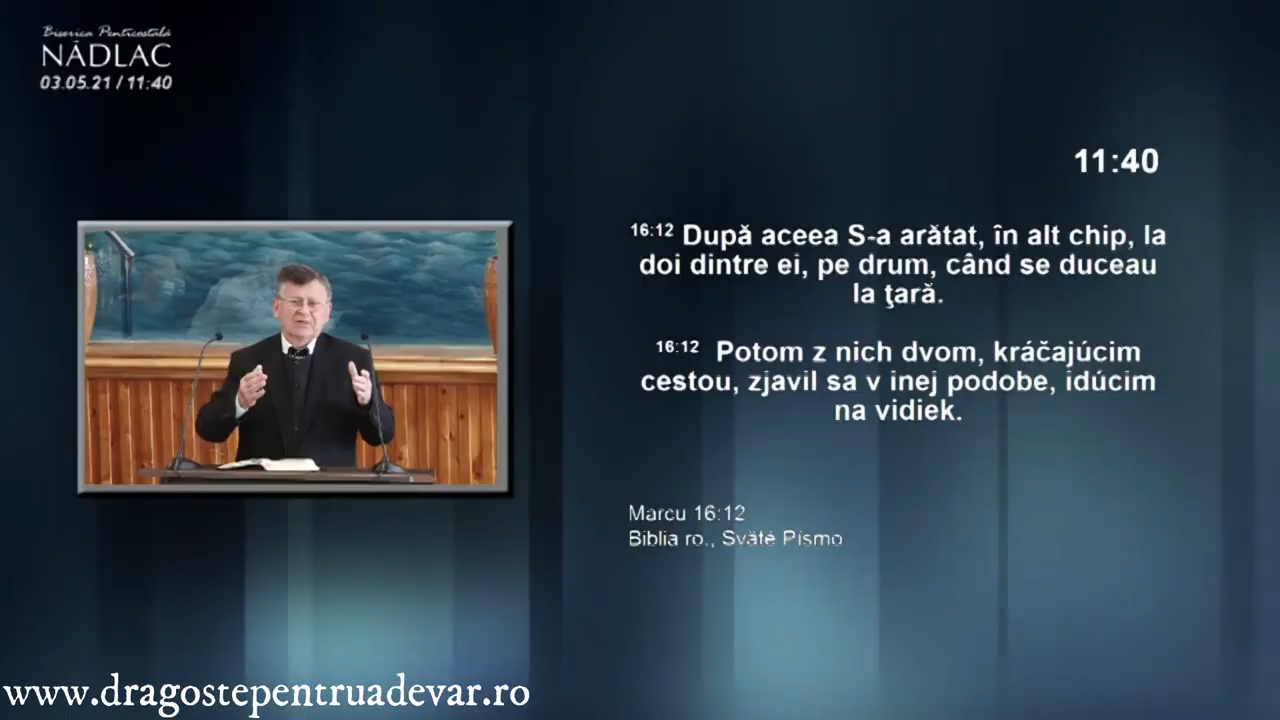 Biserica Penticostală
NĂDLAC
03.05.21 / 11:40
11:40
16:12 După aceea S-a arătat, în alt chip, la
doi dintre ei, pe drum, când se duceau
la ţară.
16:12 Potom z nich dvom, kráčajúcim
cestou, zjavil sa v inej podobe, idúcim
na vidiek.
Marcu 16:12
Biblia ro., Sväté Písmo
www.dragostepentruadevar.ro